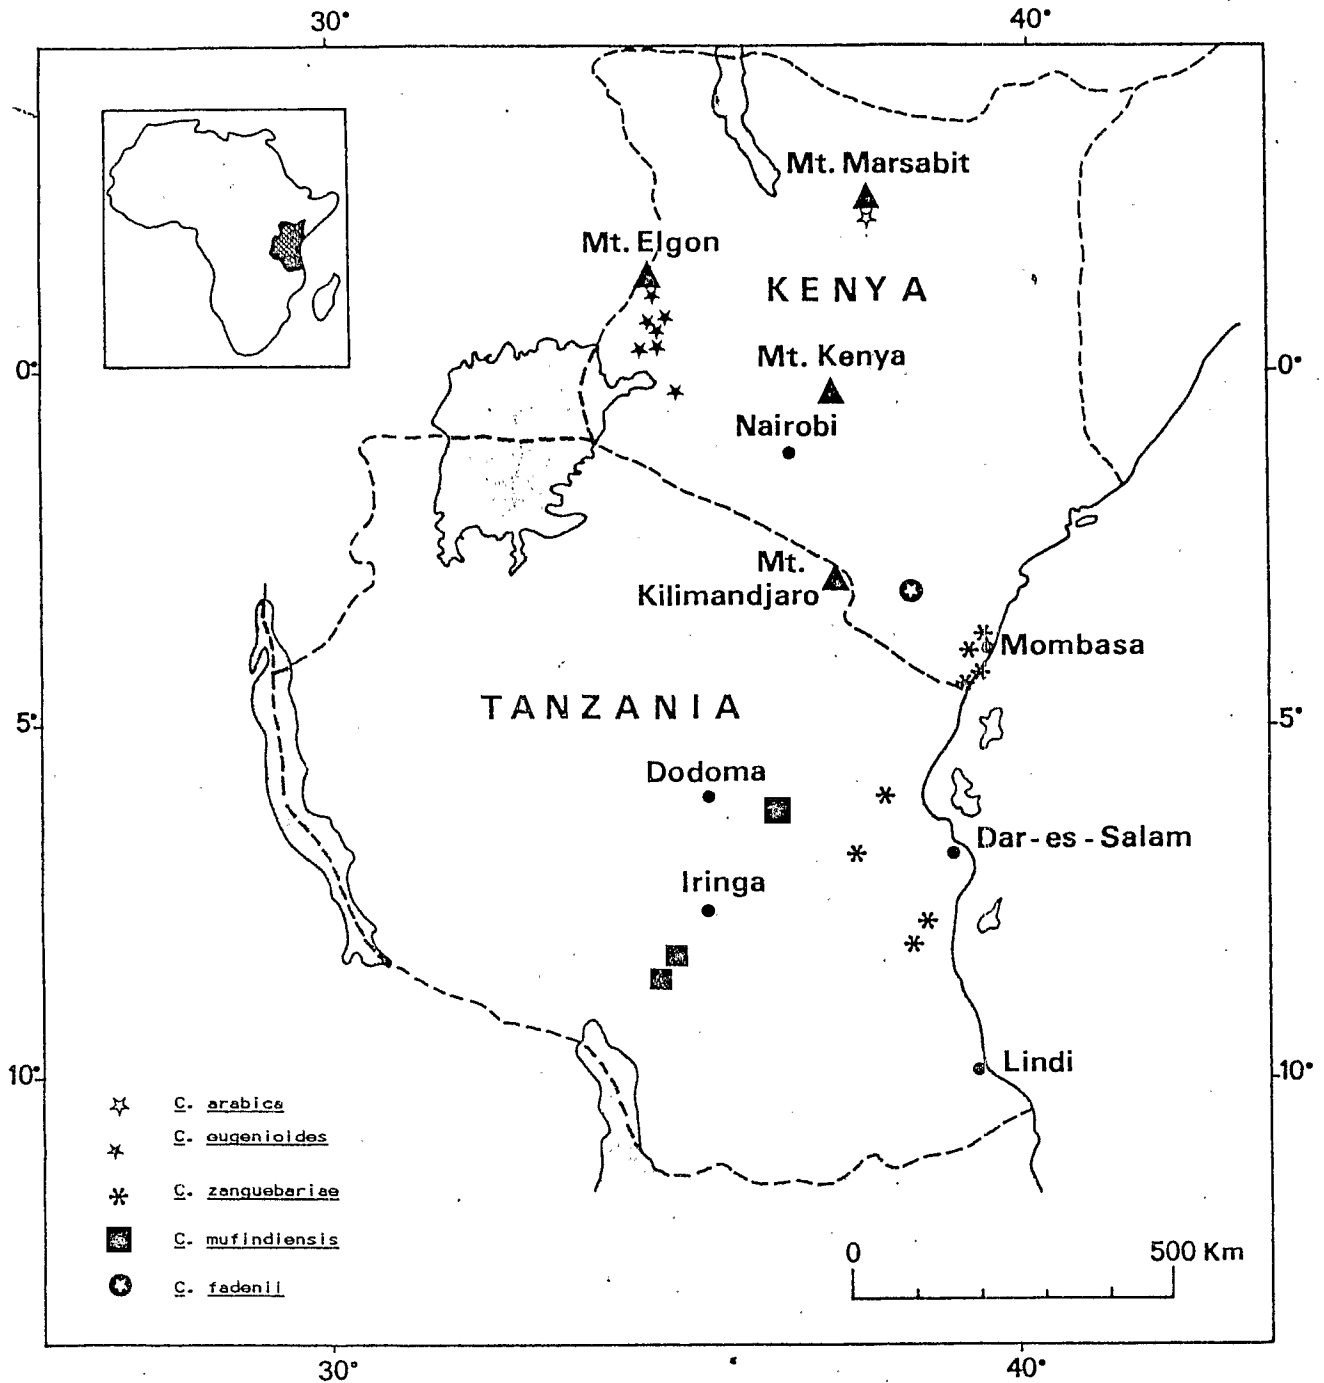 30° 40°
Mt. Marsabit
Mt. Elgon
KENYA
0° Mt. Kenya 0°
Nairobi
Mt.
Kilimandjaro
Mombasa
TANZANIA
5° 5°
Dodoma
Dar-es-Salam
Iringa
Lindi
10° 10°
C. arabica
C. eugenioides
C. zanguebariae
C. mufindiensis
C. fadenii
0 500 Km
30° 40°